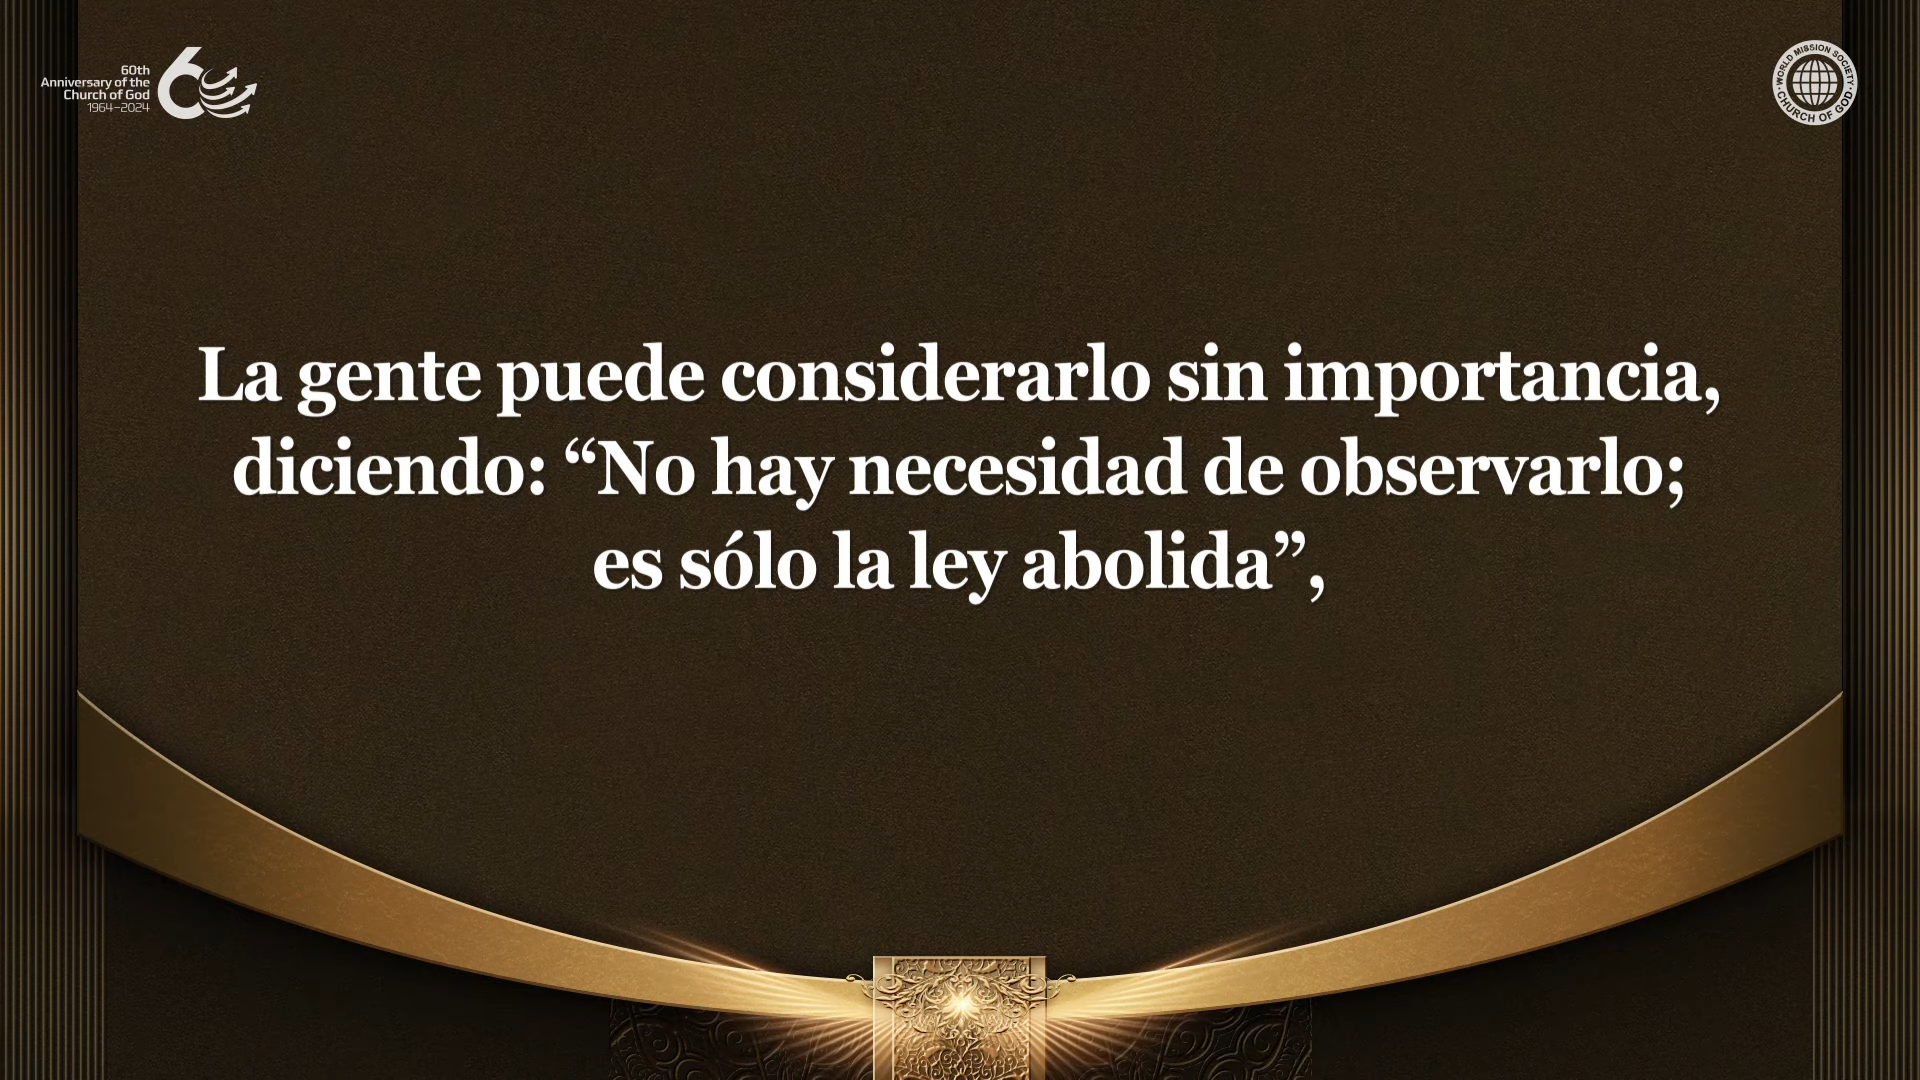 60th
Anniversary of the
Church of God
1964–2024
WORLD MISSION SOCIETY
CHURCH OF GOD
La gente puede considerarlo sin importancia,
diciendo: “No hay necesidad de observarlo;
es sólo la ley abolida”,